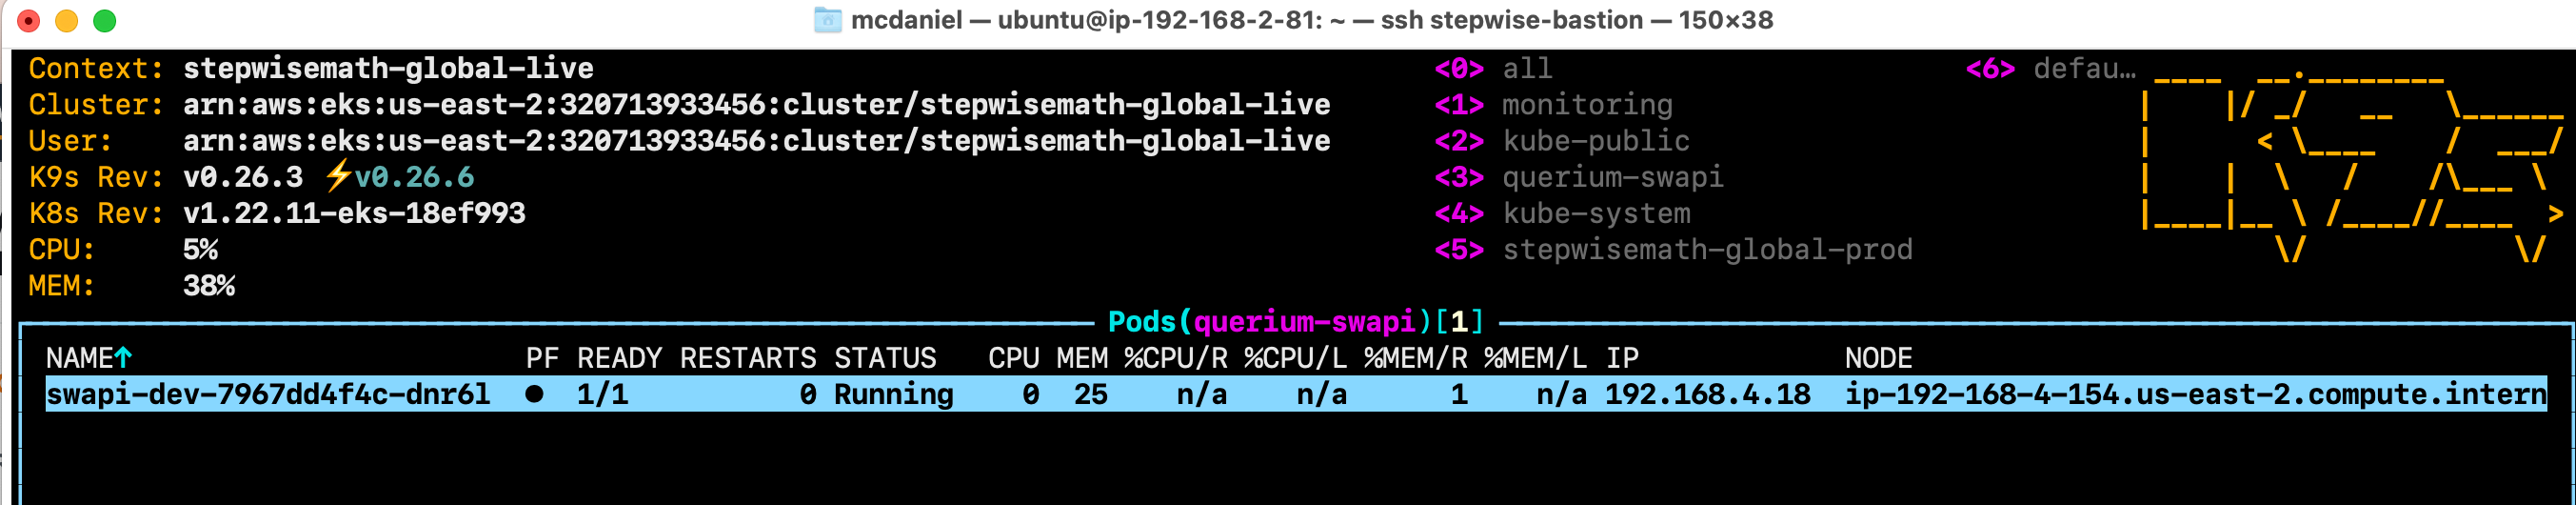 mcdaniel — ubuntu@ip-192-168-2-81: ~ — ssh stepwise-bastion — 150×38
Context: stepwisemath-global-live <0> all <6> defau…
Cluster: arn:aws:eks:us-east-2:320713933456:cluster/stepwisemath-global-live <1> monitoring
User: arn:aws:eks:us-east-2:320713933456:cluster/stepwisemath-global-live <2> kube-public
K9s Rev: v0.26.3 ⚡v0.26.6 <3> querium-swapi
K8s Rev: v1.22.11-eks-18ef993 <4> kube-system
CPU: 5% <5> stepwisemath-global-prod
MEM: 38%
Pods(querium-swapi)[1]
NAME↑ PF READY RESTARTS STATUS CPU MEM %CPU/R %CPU/L %MEM/R %MEM/L IP NODE
swapi-dev-7967dd4f4c-dnr6l ● 1/1 0 Running 0 25 n/a n/a 1 n/a 192.168.4.18 ip-192-168-4-154.us-east-2.compute.intern